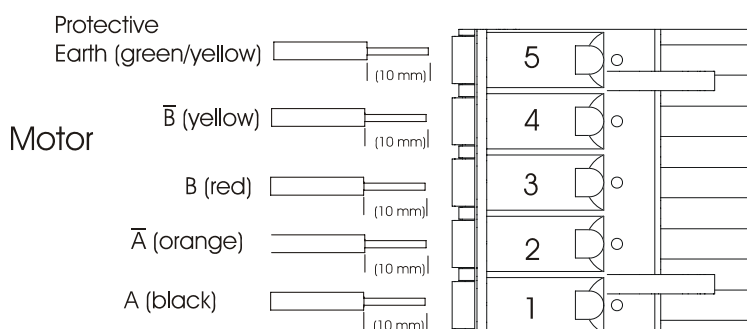 Protective
Earth (green/yellow)
(10 mm)
5
B̅ (yellow)
(10 mm)
4
Motor
B (red)
(10 mm)
3
A̅ (orange)
(10 mm)
2
A (black)
(10 mm)
1